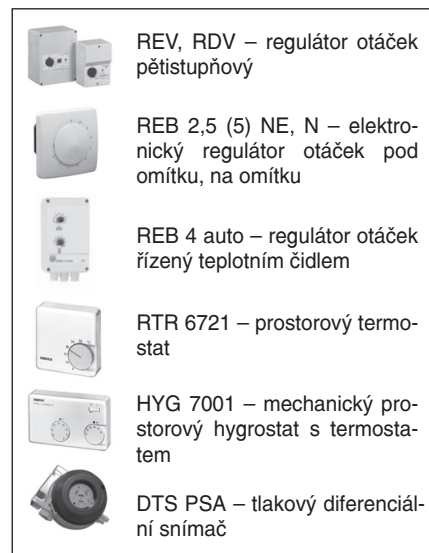 REV, RDV – regulátor otáček
pětistupňový
REB 2,5 (5) NE, N – elektro-
nický regulátor otáček pod
omítku, na omítku
REB 4 auto – regulátor otáček
řízený teplotním čidlem
RTR 6721 – prostorový termo-
stat
HYG 7001 – mechanický pro-
storový hygrostat s termosta-
tem
DTS PSA – tlakový diferenciál-
ní snímač